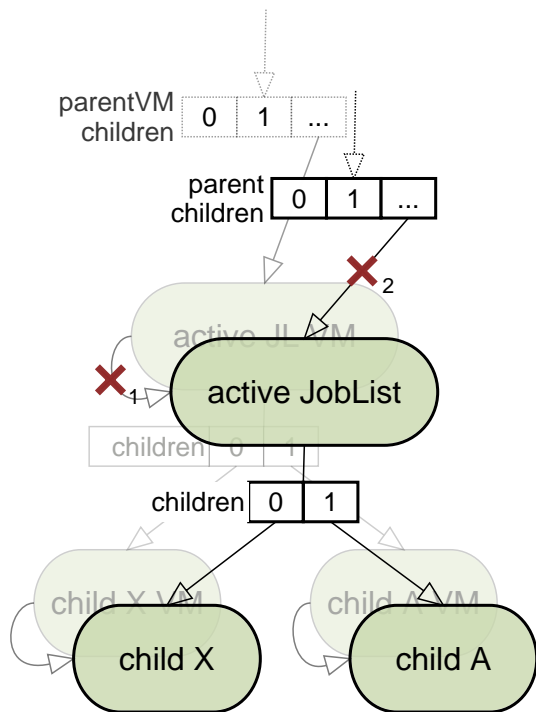 parentVM
children
0 1 ...
parent
children
0 1 ...
2
active JL VM
1
active JobList
children 0 1
children 0 1
child X VM
child A VM
child X
child A